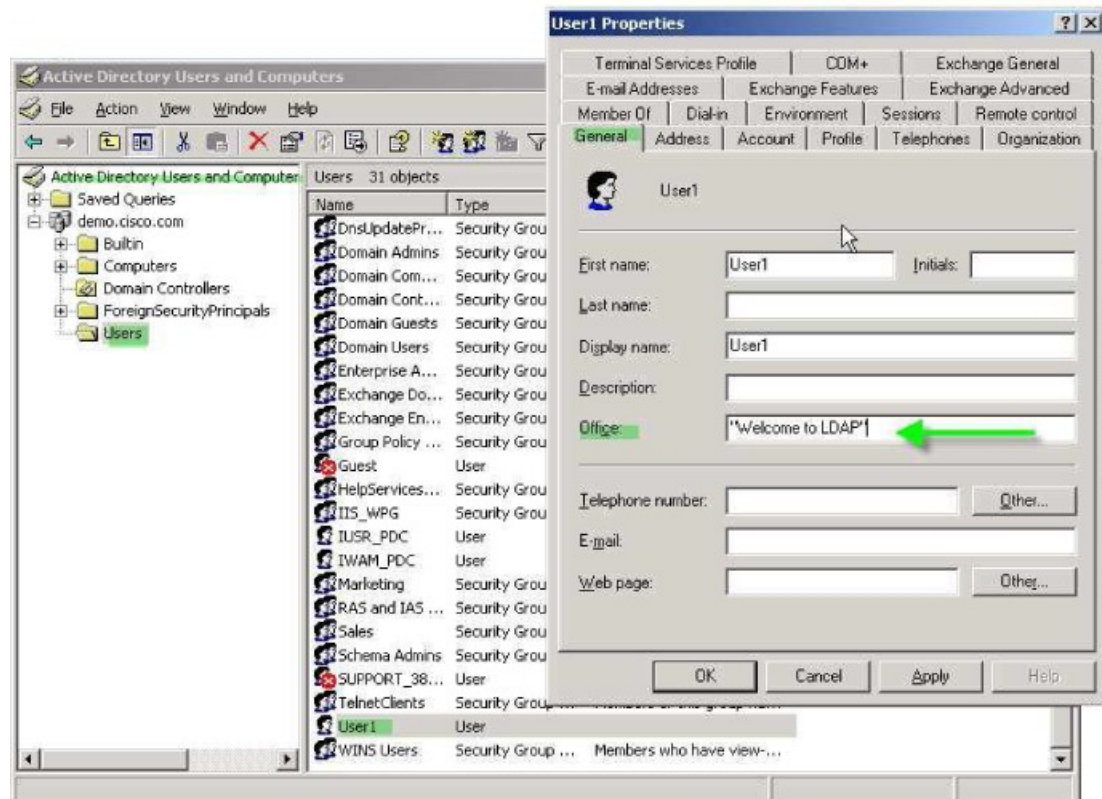 Active Directory Users and Computers
File Action View Window Help
Active Directory Users and Computer
Saved Queries
demo.cisco.com
Builtin
Computers
Domain Controllers
ForeignSecurityPrincipals
Users
Users 31 objects
Name Type
DnsUpdatePr... Security Grou
Domain Admins Security Grou
Domain Com... Security Grou
Domain Cont... Security Grou
Domain Guests Security Grou
Domain Users Security Grou
Enterprise A... Security Grou
Exchange Do... Security Grou
Exchange En... Security Grou
Group Policy ... Security Grou
Guest User
HelpServices... Security Grou
IIS_WPG Security Grou
IUSR_PDC User
IWAM_PDC User
Marketing Security Grou
RAS and IAS ... Security Grou
Sales Security Grou
Schema Admins Security Grou
SUPPORT_38... User
TelnetClients Security Group ... Members of this group
User1 User
WINS Users Security Group ... Members who have view-...
User1 Properties
Terminal Services Profile COM+ Exchange General
E-mail Addresses Exchange Features Exchange Advanced
Member Of Dial-in Environment Sessions Remote control
General Address Account Profile Telephones Organization
User1
First name: User1 Initials:
Last name:
Display name: User1
Description:
Office: "Welcome to LDAP"
Telephone number: Other...
E-mail:
Web page: Other...
OK Cancel Apply Help